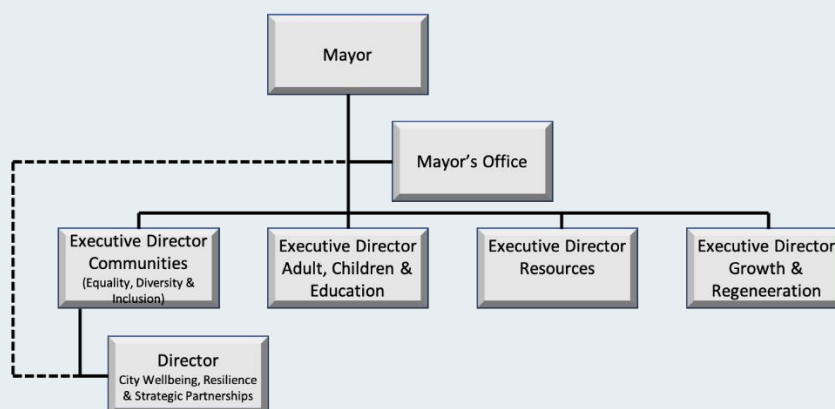 Mayor
Mayor's Office
Executive Director
Communities
(Equality, Diversity &
Inclusion)
Executive Director
Adult, Children &
Education
Executive Director
Resources
Executive Director
Growth &
Regeneeration
Director
City Wellbeing, Resilience
& Strategic Partnerships